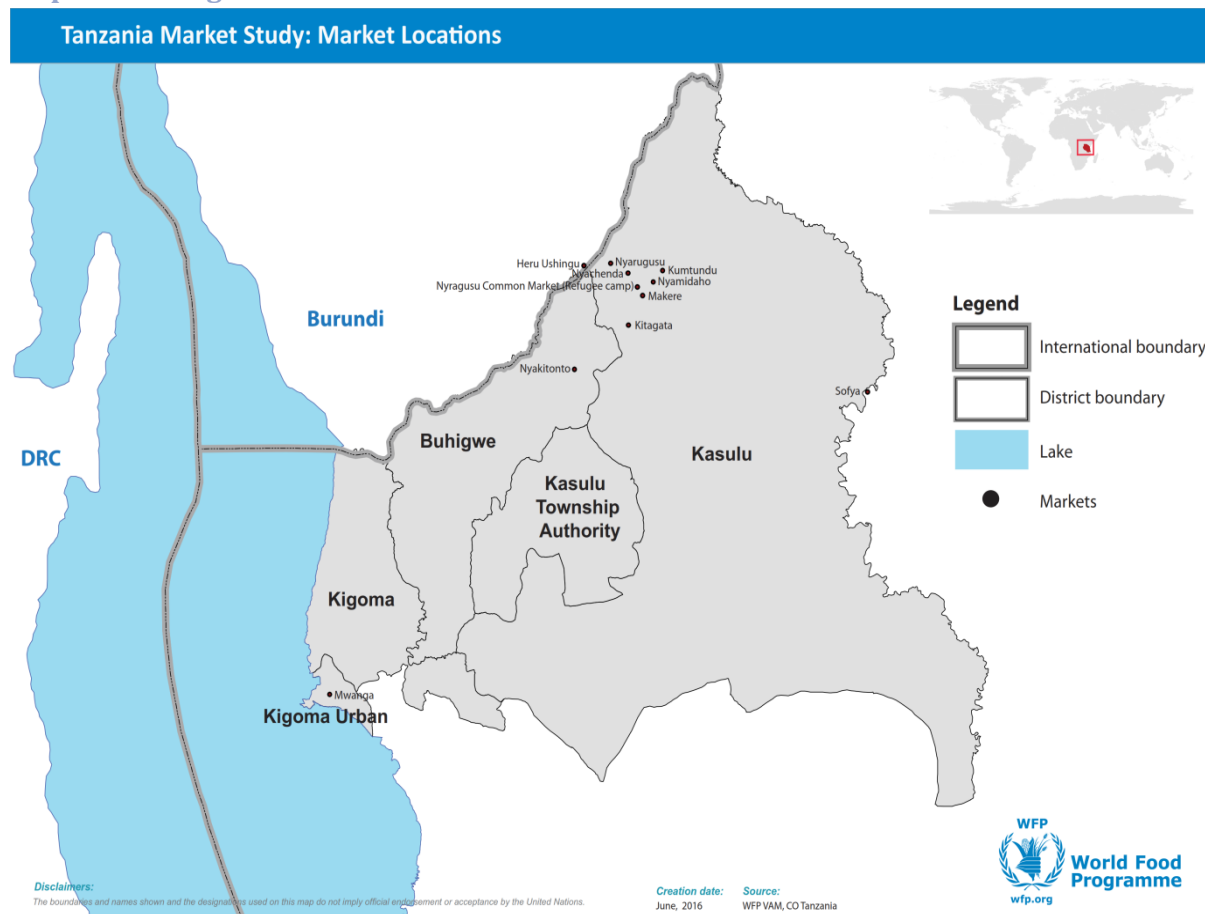 Tanzania Market Study: Market Locations
Heru Ushingu
Nyarugusu
Nyachenda
Kumtundu
Nyamidaho
Nyragusu Common Market (Refugee camp)
Makere
Burundi
Kitagata
Nyakitonto
Sofya
Buhigwe
Kasulu
DRC
Kasulu
Township
Authority
Kigoma
Mwanga
Kigoma Urban
Legend
International boundary
District boundary
Lake
Markets
WFP
World Food
Programme
wfp.org
Disclaimers:
The boundaries and names shown and the designations used on this map do not imply official endorsement or acceptance by the United Nations.
Creation date: Source:
June, 2016 WFP VAM, CO Tanzania